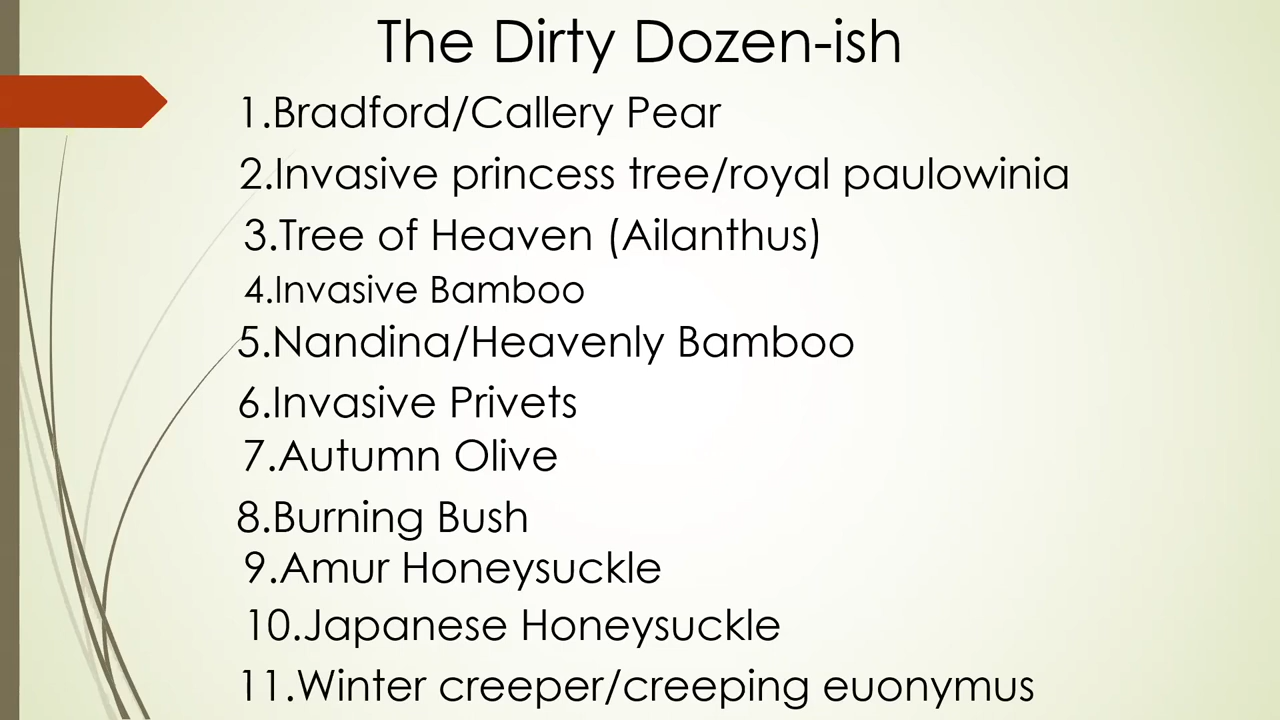 The Dirty Dozen-ish
1.Bradford/Callery Pear
2.Invasive princess tree/royal paulowinia
3.Tree of Heaven (Ailanthus)
4.Invasive Bamboo
5.Nandina/Heavenly Bamboo
6.Invasive Privets
7.Autumn Olive
8.Burning Bush
9.Amur Honeysuckle
10.Japanese Honeysuckle
11.Winter creeper/creeping euonymus